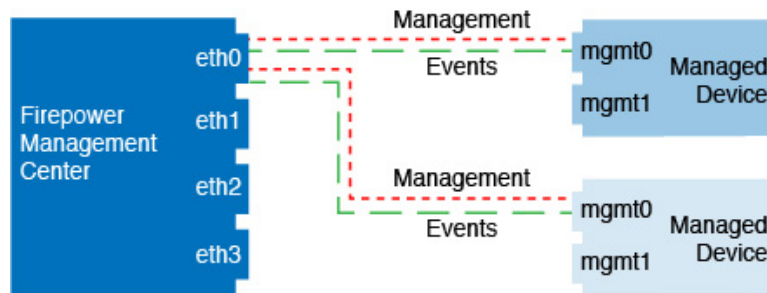 Management
eth0
Events
mgmt0
Managed
Device
mgmt1
Firepower
Management
Center
eth1
eth2
eth3
Management
Events
mgmt0
Managed
Device
mgmt1